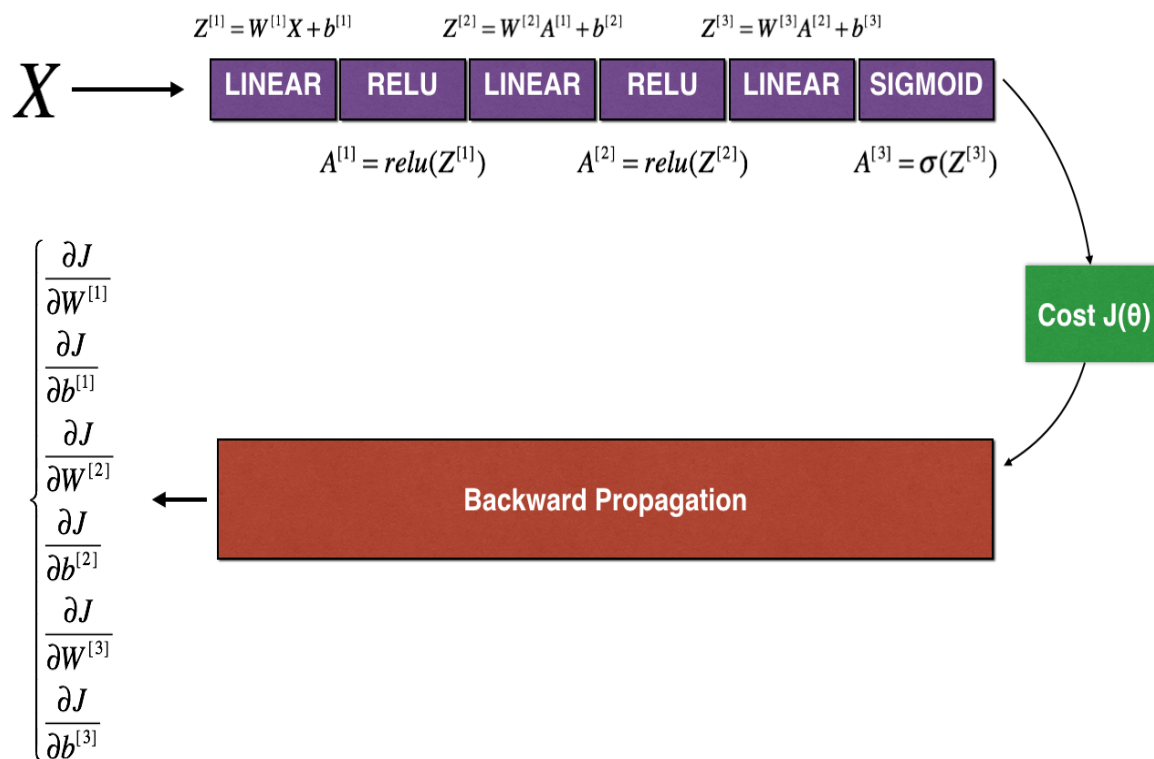 Z^{[1]} = W^{[1]}X + b^{[1]} Z^{[2]} = W^{[2]}A^{[1]} + b^{[2]} Z^{[3]} = W^{[3]}A^{[2]} + b^{[3]}
X LINEAR RELU LINEAR RELU LINEAR SIGMOID
A^{[1]} = relu(Z^{[1]}) A^{[2]} = relu(Z^{[2]}) A^{[3]} = σ(Z^{[3]})
Cost J(θ)
Backward Propagation
∂J
∂W^{[1]}
∂J
∂b^{[1]}
∂J
∂W^{[2]}
∂J
∂b^{[2]}
∂J
∂W^{[3]}
∂J
∂b^{[3]}